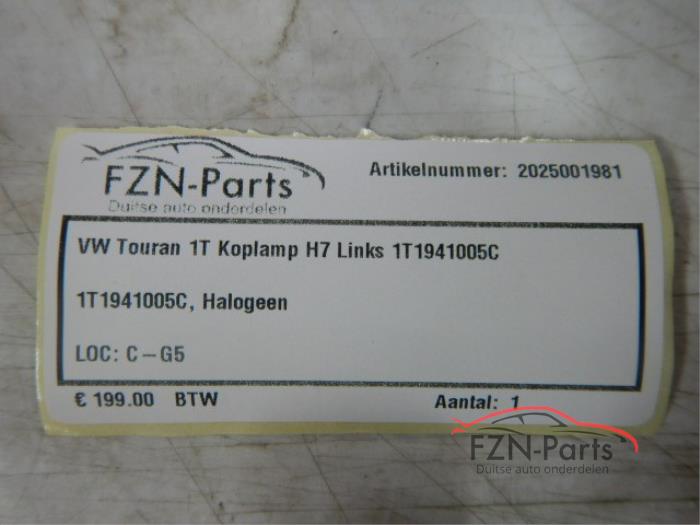 FZN-Parts
Duitse auto onderdelen
Artikelnummer: 2025001981
VW Touran 1T Koplamp H7 Links 1T1941005C
1T1941005C, Halogeen
LOC: C-G5
€ 199.00 BTW
Aantal: 1
FZN-Parts
Duitse auto onderdelen